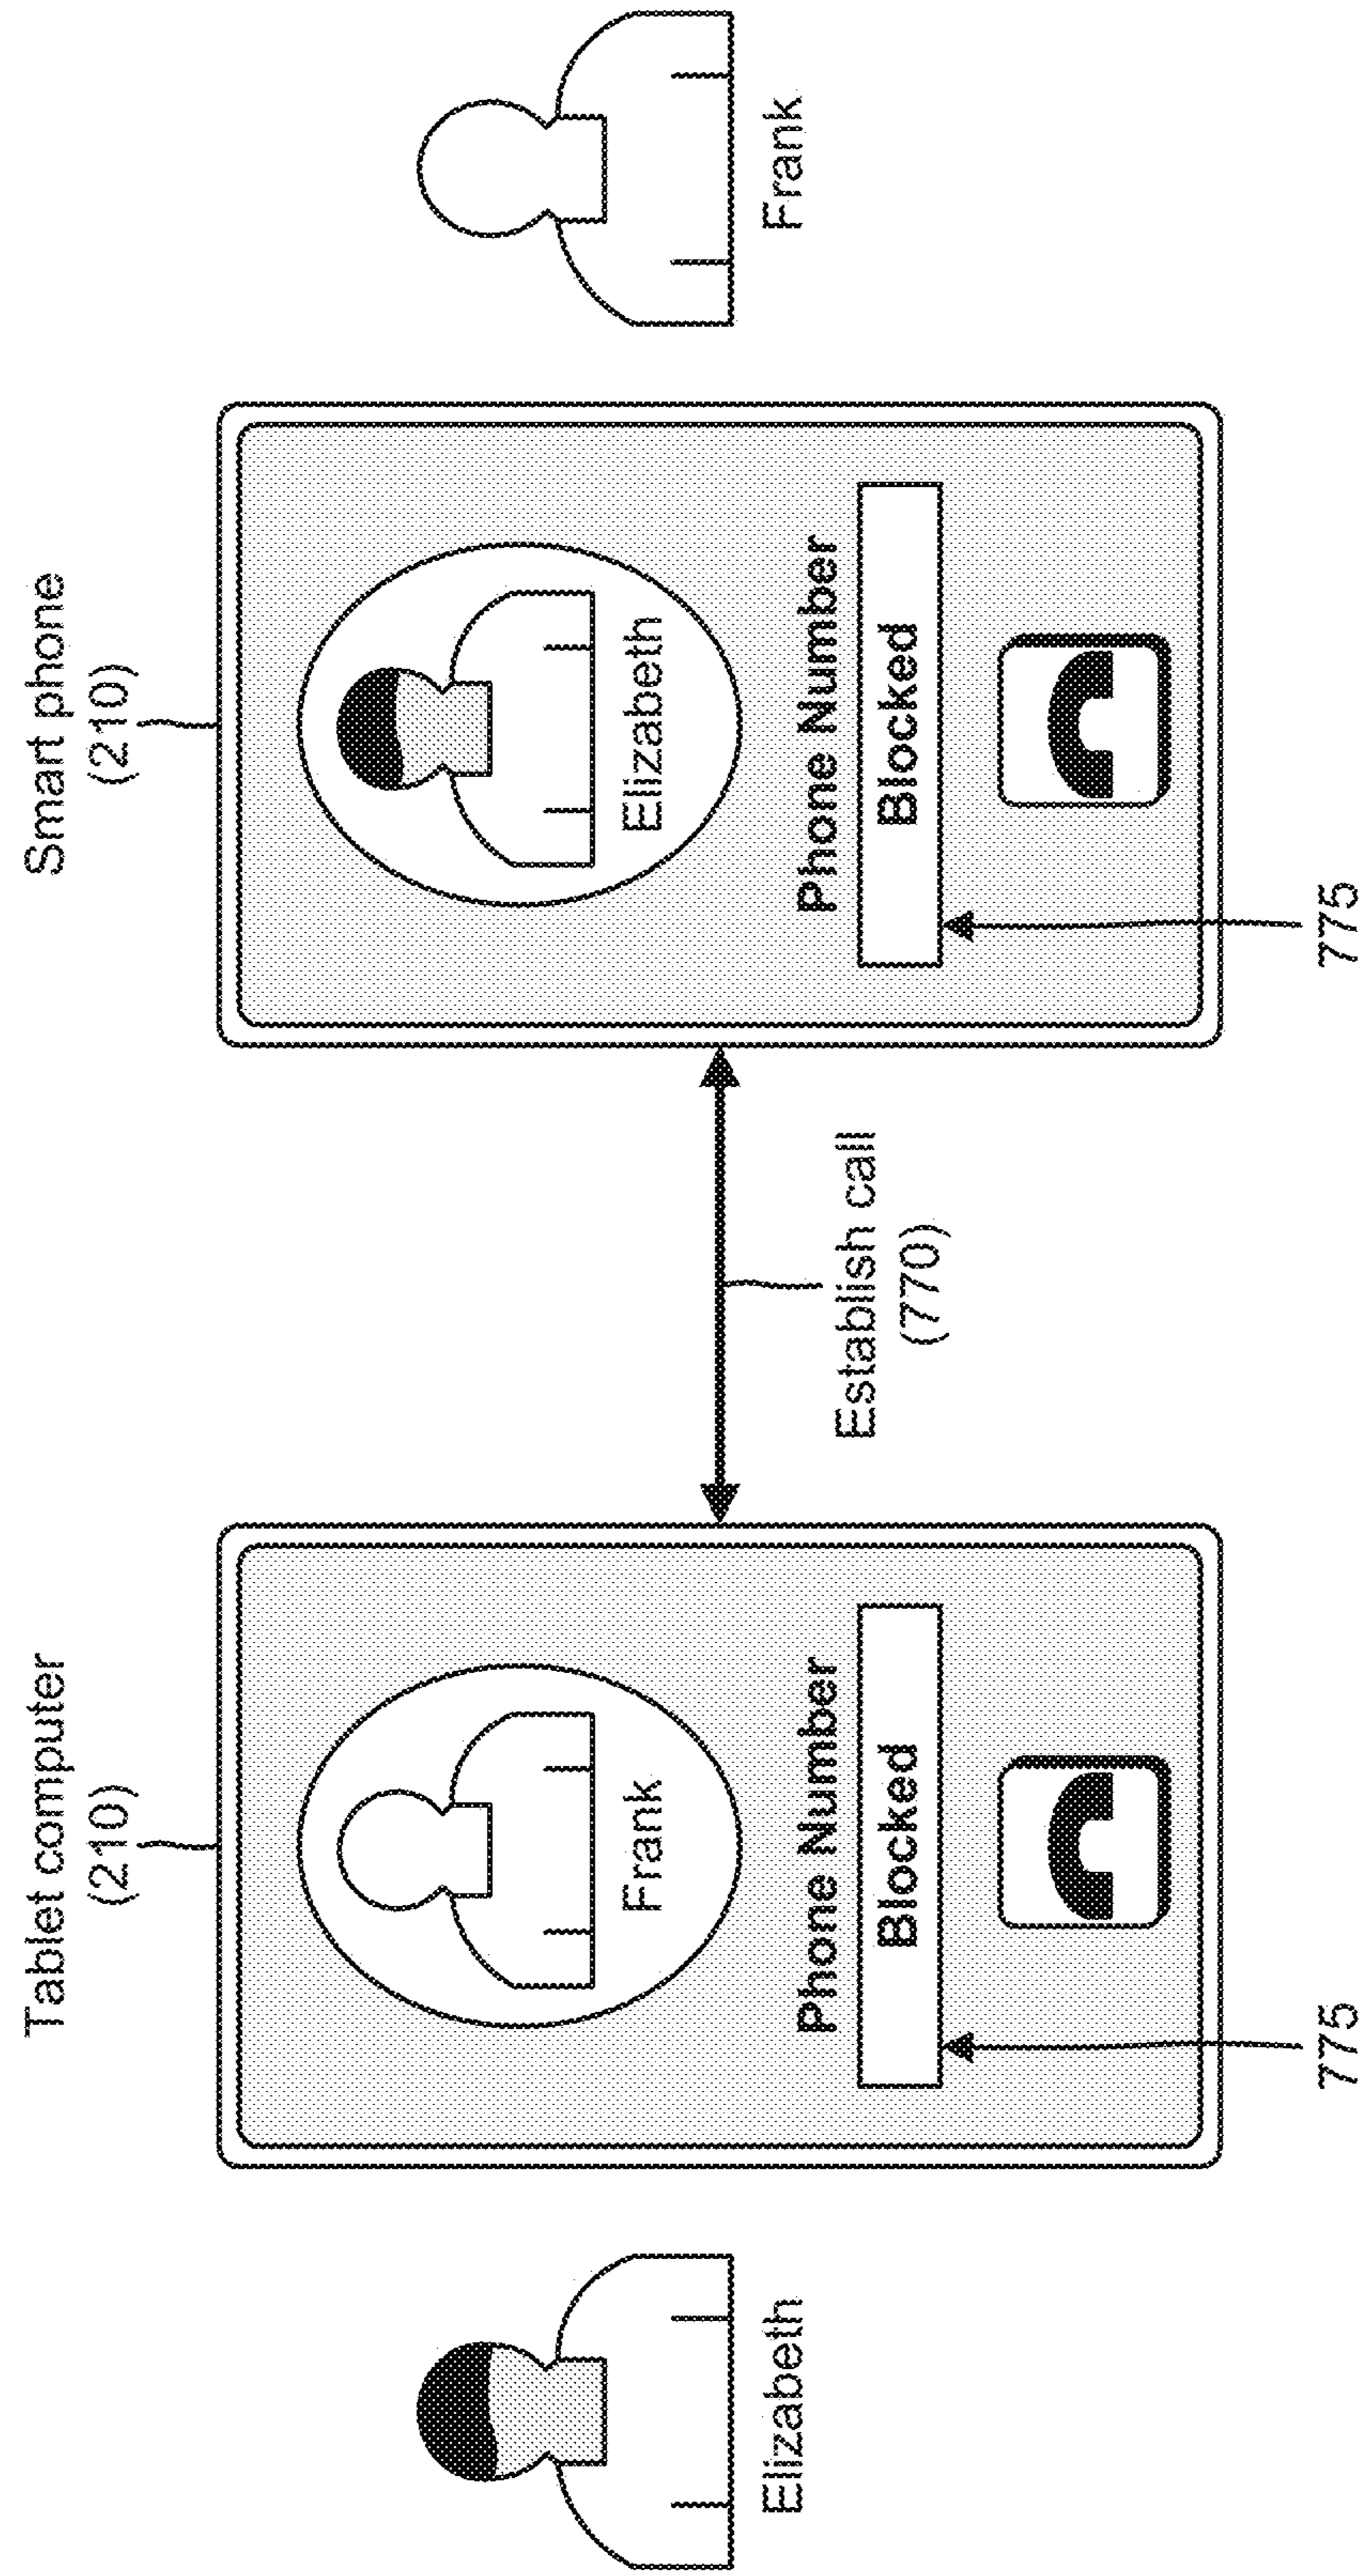 Tablet computer
(210)
Smart phone
(210)
Elizabeth
Frank
Phone Number
Blocked
775
Establish call
(770)
Elizabeth
Phone Number
Blocked
775
Frank